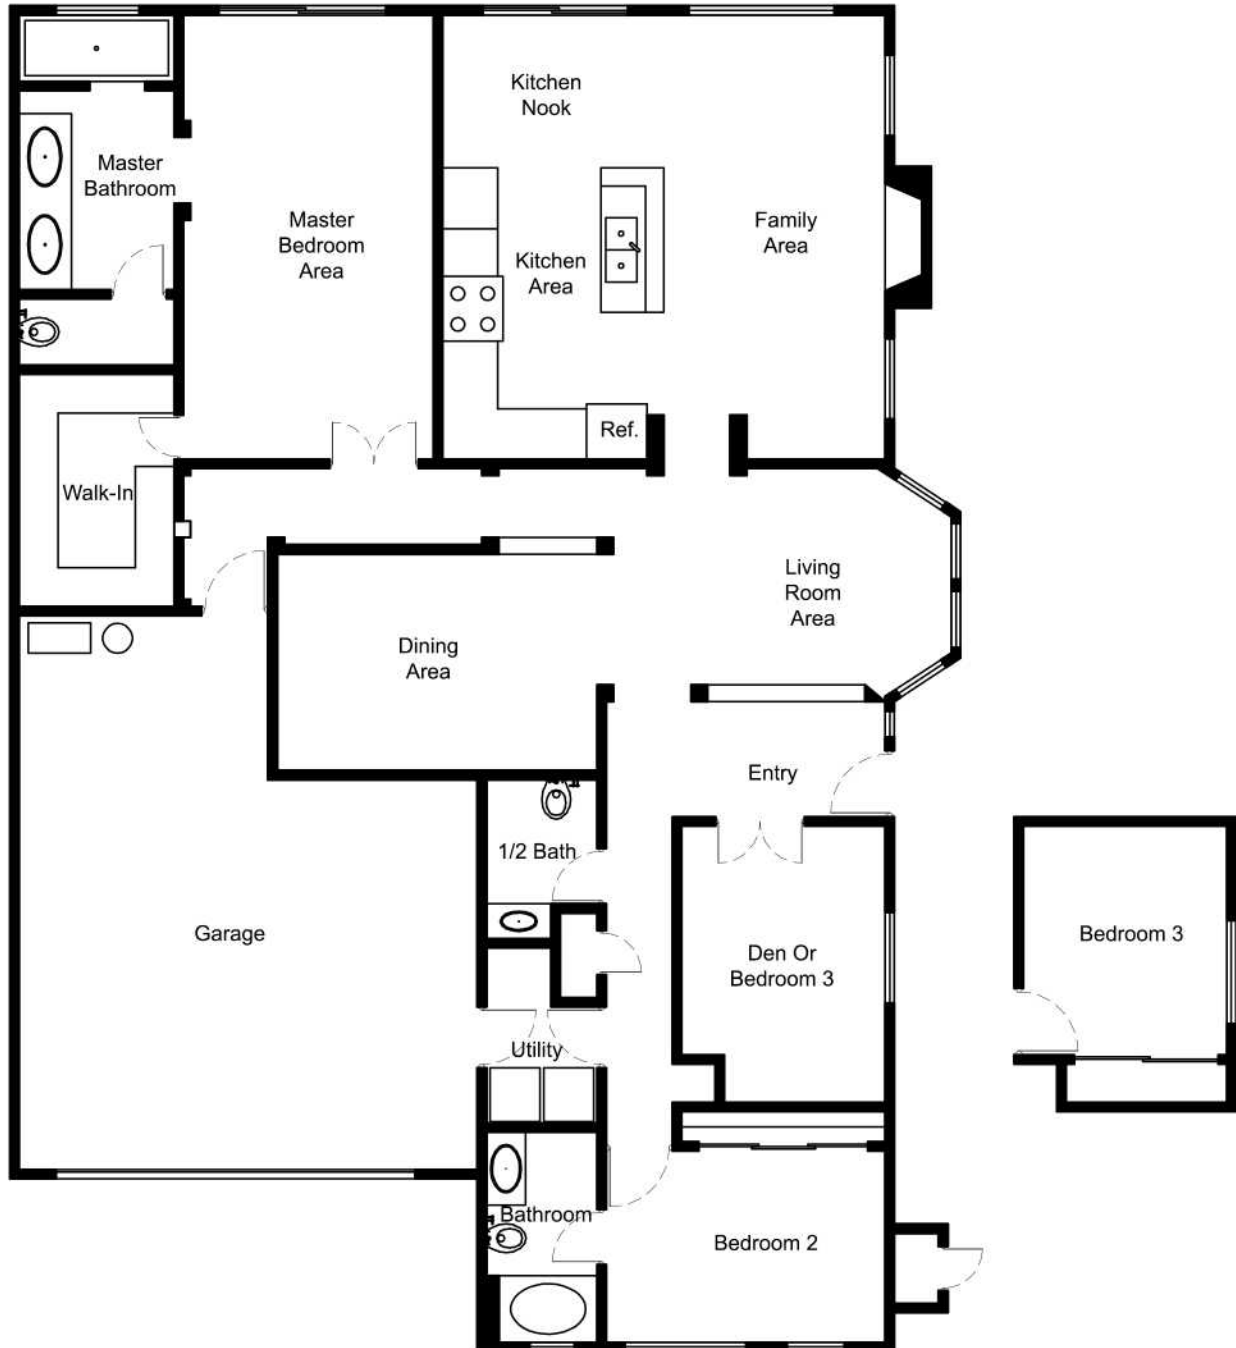 Kitchen
Nook
Master
Bathroom
Master
Bedroom
Area
Family
Area
Kitchen
Area
Ref.
Walk-In
Living
Room
Area
Dining
Area
Entry
1/2 Bath
Garage
Den Or
Bedroom 3
Bedroom 3
Utility
Bathroom
Bedroom 2